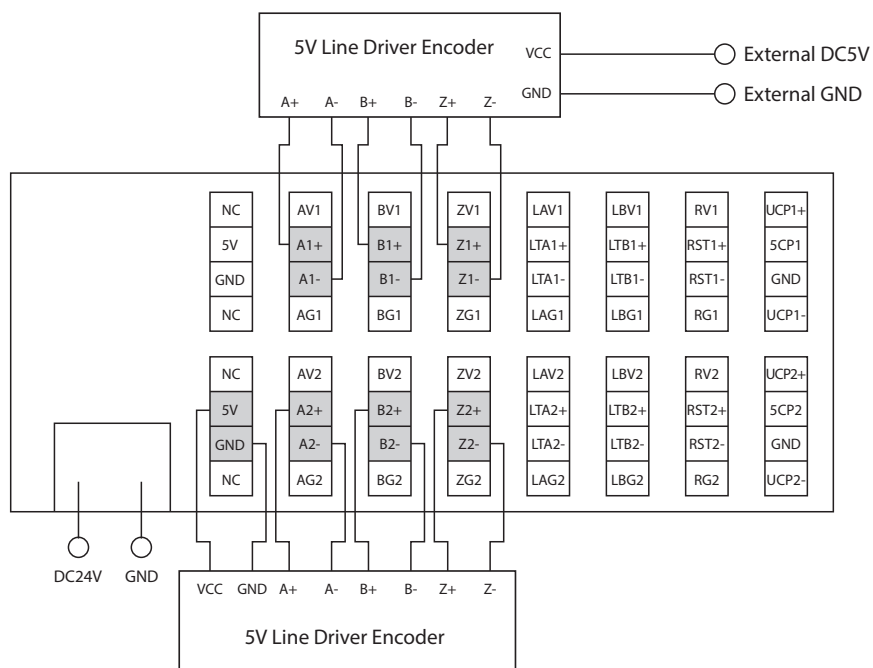 5V Line Driver Encoder
VCC
External DC5V
GND
External GND
A+ A- B+ B- Z+ Z-
NC AV1 BV1 ZV1 LAV1 LBV1 RV1 UCP1+
5V A1+ B1+ Z1+ LTA1+ LTB1+ RST1+ 5CP1
GND A1- B1- Z1- LTA1- LTB1- RST1- GND
NC AG1 BG1 ZG1 LAG1 LBG1 RG1 UCP1-
NC AV2 BV2 ZV2 LAV2 LBV2 RV2 UCP2+
5V A2+ B2+ Z2+ LTA2+ LTB2+ RST2+ 5CP2
GND A2- B2- Z2- LTA2- LTB2- RST2- GND
NC AG2 BG2 ZG2 LAG2 LBG2 RG2 UCP2-
DC24V GND
VCC GND A+ A- B+ B- Z+ Z-
5V Line Driver Encoder